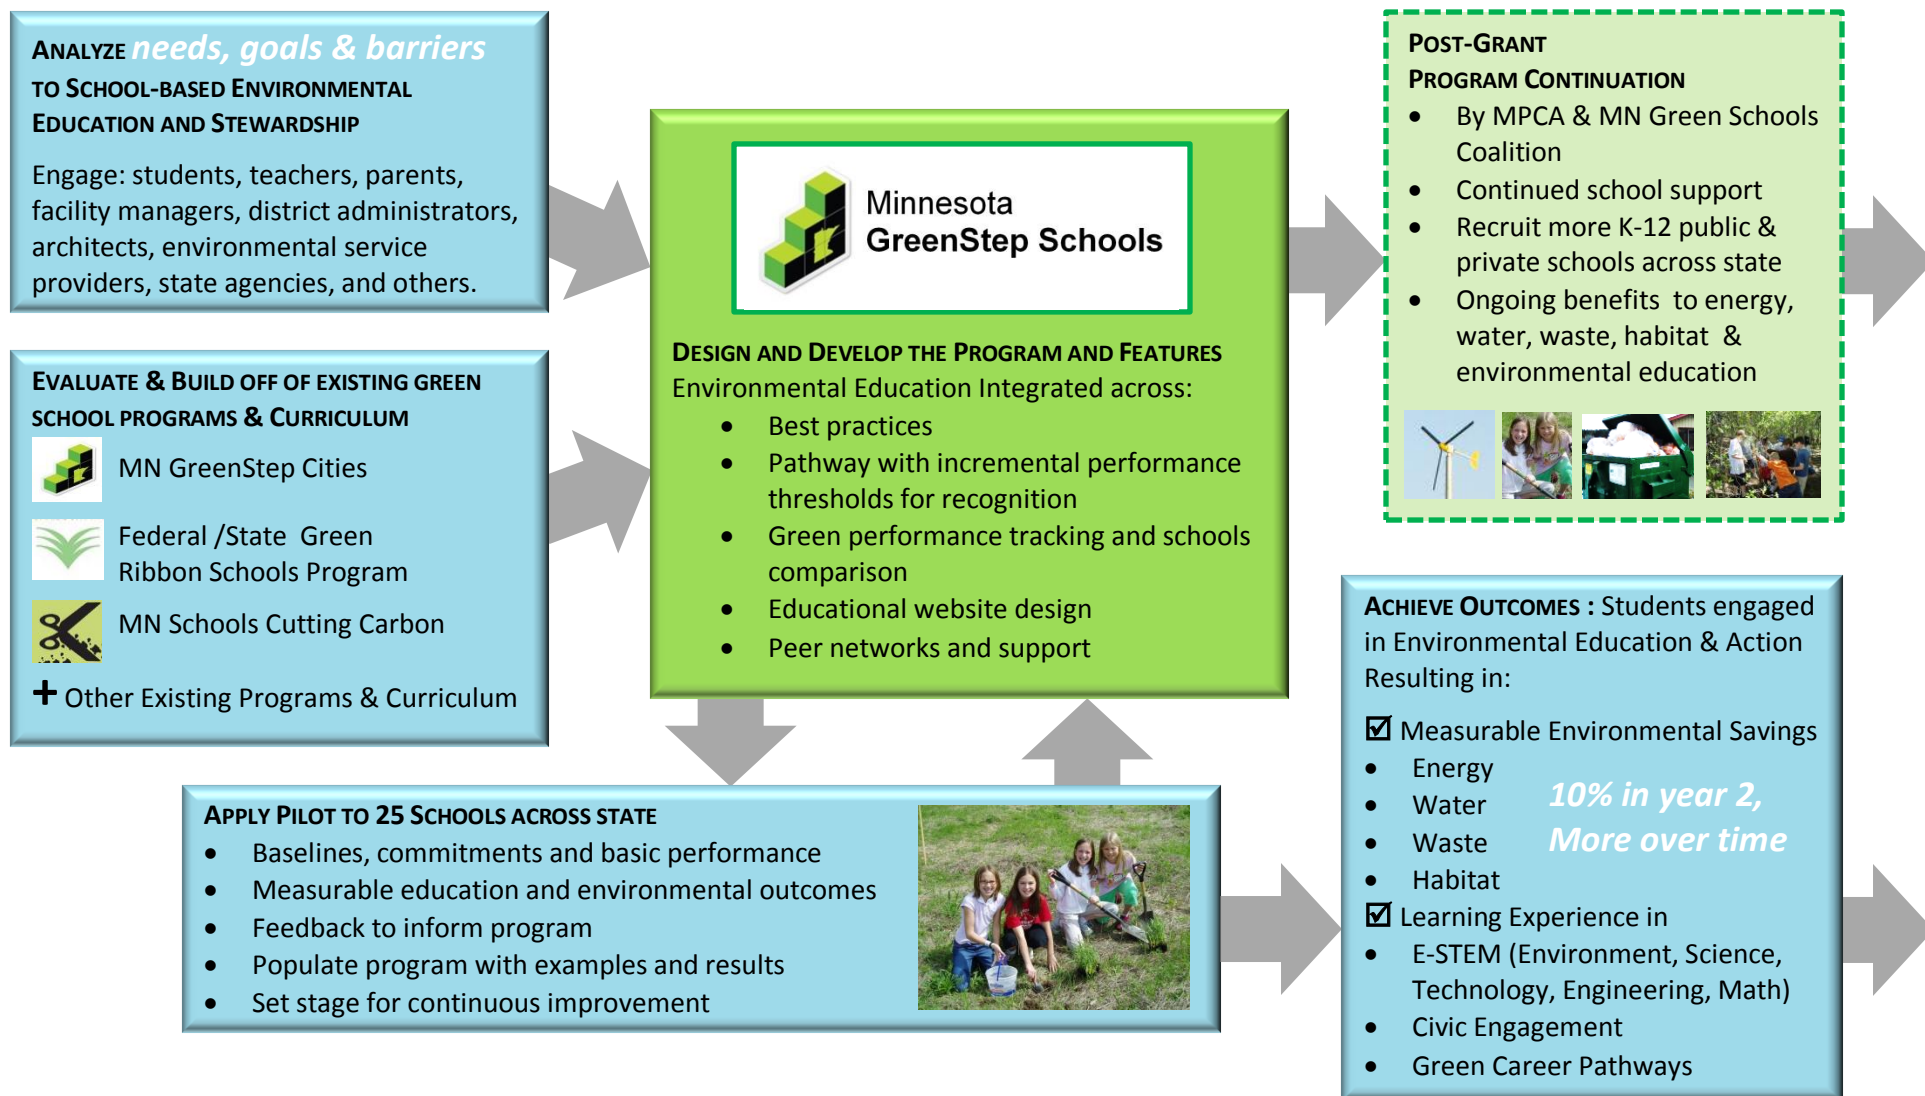 ANALYZE needs, goals & barriers
TO SCHOOL-BASED ENVIRONMENTAL
EDUCATION AND STEWARDSHIP
Engage: students, teachers, parents,
facility managers, district administrators,
architects, environmental service
providers, state agencies, and others.
EVALUATE & BUILD OFF OF EXISTING GREEN
SCHOOL PROGRAMS & CURRICULUM
MN GreenStep Cities
Federal /State Green
Ribbon Schools Program
MN Schools Cutting Carbon
+ Other Existing Programs & Curriculum
Minnesota
GreenStep Schools
DESIGN AND DEVELOP THE PROGRAM AND FEATURES
Environmental Education Integrated across:
• Best practices
• Pathway with incremental performance
thresholds for recognition
• Green performance tracking and schools
comparison
• Educational website design
• Peer networks and support
APPLY PILOT TO 25 SCHOOLS ACROSS STATE
• Baselines, commitments and basic performance
• Measurable education and environmental outcomes
• Feedback to inform program
• Populate program with examples and results
• Set stage for continuous improvement
POST-GRANT
PROGRAM CONTINUATION
• By MPCA & MN Green Schools
Coalition
• Continued school support
• Recruit more K-12 public &
private schools across state
• Ongoing benefits to energy,
water, waste, habitat &
environmental education
ACHIEVE OUTCOMES : Students engaged
in Environmental Education & Action
Resulting in:
☑ Measurable Environmental Savings
• Energy
• Water
• Waste
• Habitat
10% in year 2,
More over time
☑ Learning Experience in
• E-STEM (Environment, Science,
Technology, Engineering, Math)
• Civic Engagement
• Green Career Pathways